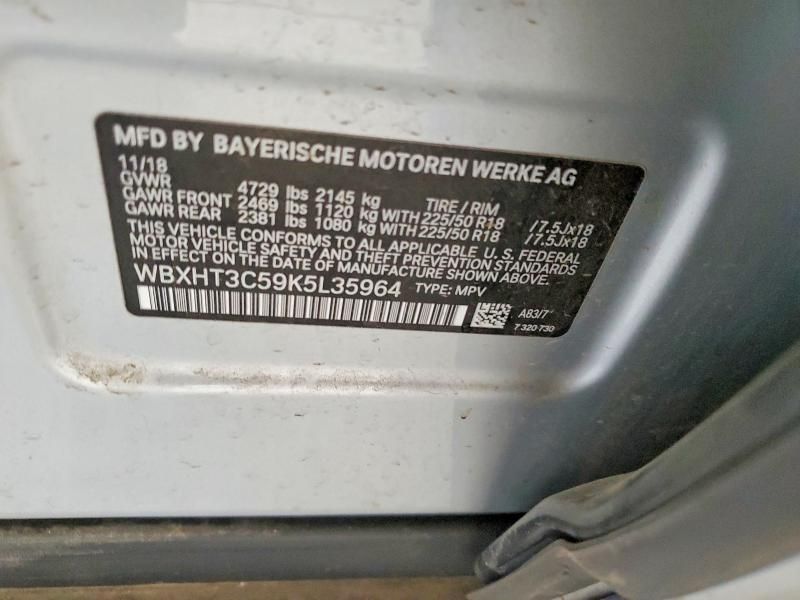 MFD BY BAYERISCHE MOTOREN WERKE AG
11/18
GVWR 4729 lbs 2145 kg TIRE / RIM
GAWR FRONT 2469 lbs 1120 kg WITH 225/50 R18 /7.5Jx18
GAWR REAR 2381 lbs 1080 kg WITH 225/50 R18 /7.5Jx18
THIS VEHICLE CONFORMS TO ALL APPLICABLE U.S. FEDERAL
MOTOR VEHICLE SAFETY AND THEFT PREVENTION STANDARDS
IN EFFECT ON THE DATE OF MANUFACTURE SHOWN ABOVE.
WBXHT3C59K5L35964 TYPE: MPV A83/7
7 320 730